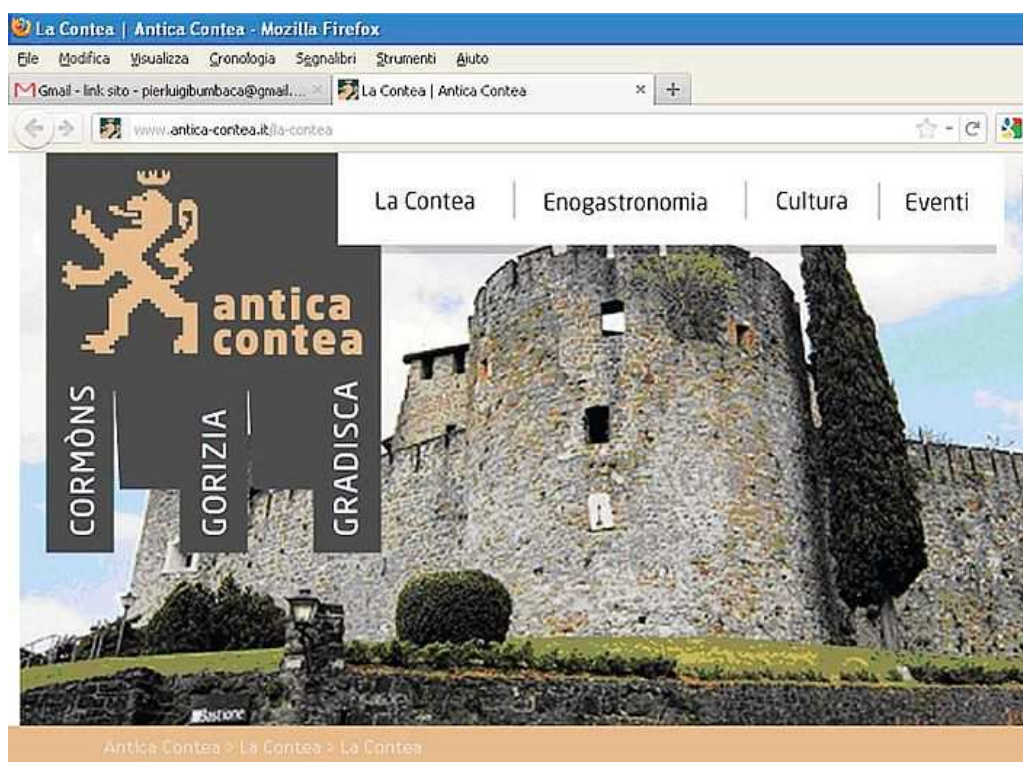 La Contea | Antica Contea - Mozilla Firefox
File Modifica Visualizza Cronologia Segnalibri Strumenti Aiuto
Gmail - link sito - pierluigibumbaca@gmail.... × La Contea | Antica Contea × +
www.antica-contea.it/la-contea
La Contea | Enogastronomia | Cultura | Eventi
antica
contea
CORMÒNS
GORIZIA
GRADISCA
Bastione
Antica Contea > La Contea > La Contea